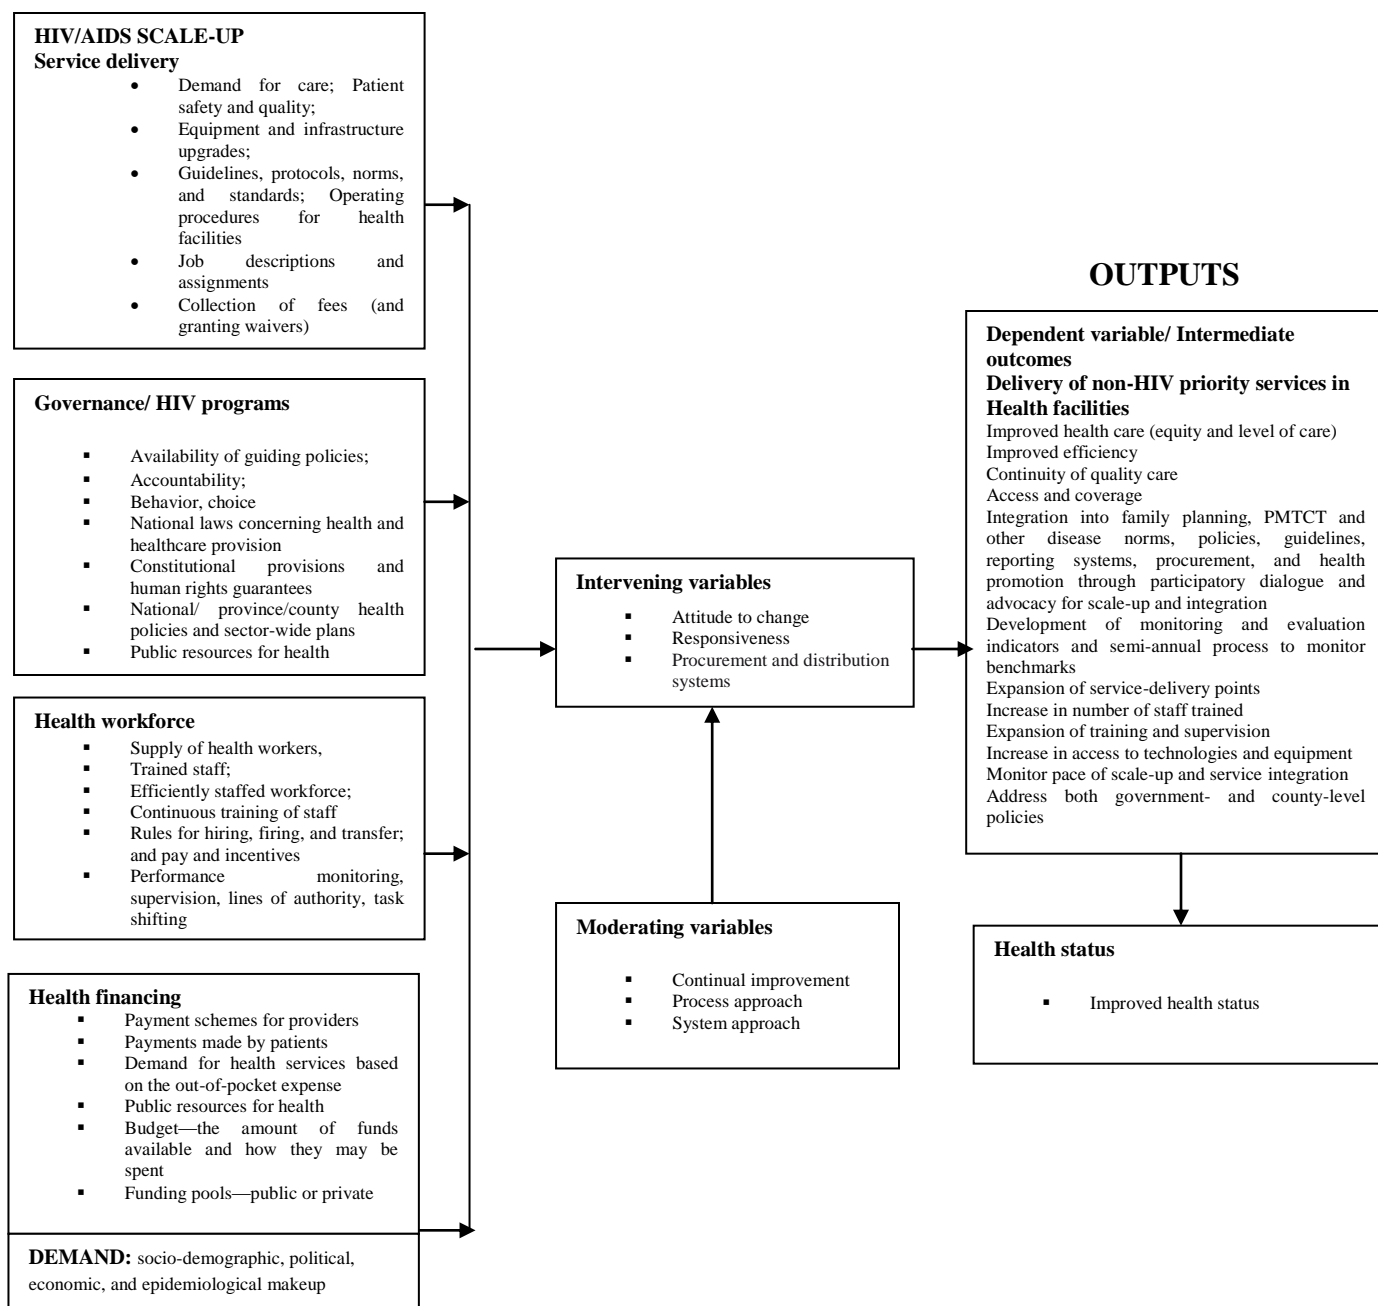 HIV/AIDS SCALE-UP
Service delivery
• Demand for care; Patient
safety and quality;
• Equipment and infrastructure
upgrades;
• Guidelines, protocols, norms,
and standards; Operating
procedures for health
facilities
• Job descriptions and
assignments
• Collection of fees (and
granting waivers)
Governance/ HIV programs
▪ Availability of guiding policies;
▪ Accountability;
▪ Behavior, choice
▪ National laws concerning health and
healthcare provision
▪ Constitutional provisions and
human rights guarantees
▪ National/ province/county health
policies and sector-wide plans
▪ Public resources for health
Health workforce
▪ Supply of health workers,
▪ Trained staff;
▪ Efficiently staffed workforce;
▪ Continuous training of staff
▪ Rules for hiring, firing, and transfer;
and pay and incentives
▪ Performance monitoring,
supervision, lines of authority, task
shifting
Health financing
▪ Payment schemes for providers
▪ Payments made by patients
▪ Demand for health services based
on the out-of-pocket expense
▪ Public resources for health
▪ Budget—the amount of funds
available and how they may be
spent
▪ Funding pools—public or private
DEMAND: socio-demographic, political,
economic, and epidemiological makeup
Intervening variables
▪ Attitude to change
▪ Responsiveness
▪ Procurement and distribution
systems
Moderating variables
▪ Continual improvement
▪ Process approach
▪ System approach
OUTPUTS
Dependent variable/ Intermediate
outcomes
Delivery of non-HIV priority services in
Health facilities
Improved health care (equity and level of care)
Improved efficiency
Continuity of quality care
Access and coverage
Integration into family planning, PMTCT and
other disease norms, policies, guidelines,
reporting systems, procurement, and health
promotion through participatory dialogue and
advocacy for scale-up and integration
Development of monitoring and evaluation
indicators and semi-annual process to monitor
benchmarks
Expansion of service-delivery points
Increase in number of staff trained
Expansion of training and supervision
Increase in access to technologies and equipment
Monitor pace of scale-up and service integration
Address both government- and county-level
policies
Health status
▪ Improved health status